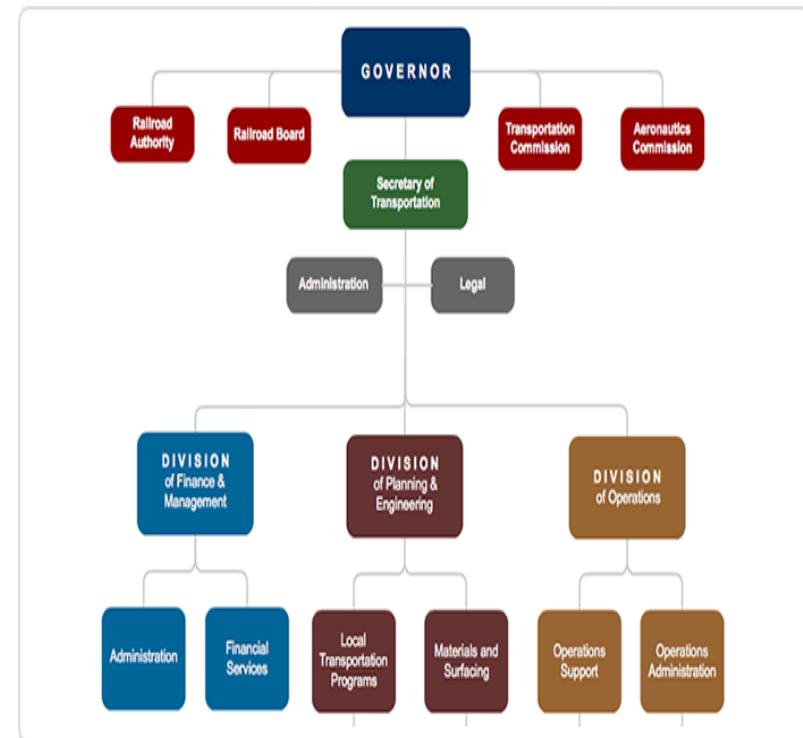 GOVERNOR
Railroad
Authority
Railroad Board
Transportation
Commission
Aeronautics
Commission
Secretary of
Transportation
Administration
Legal
DIVISION
of Finance &
Management
DIVISION
of Planning &
Engineering
DIVISION
of Operations
Administration
Financial
Services
Local
Transportation
Programs
Materials and
Surfacing
Operations
Support
Operations
Administration